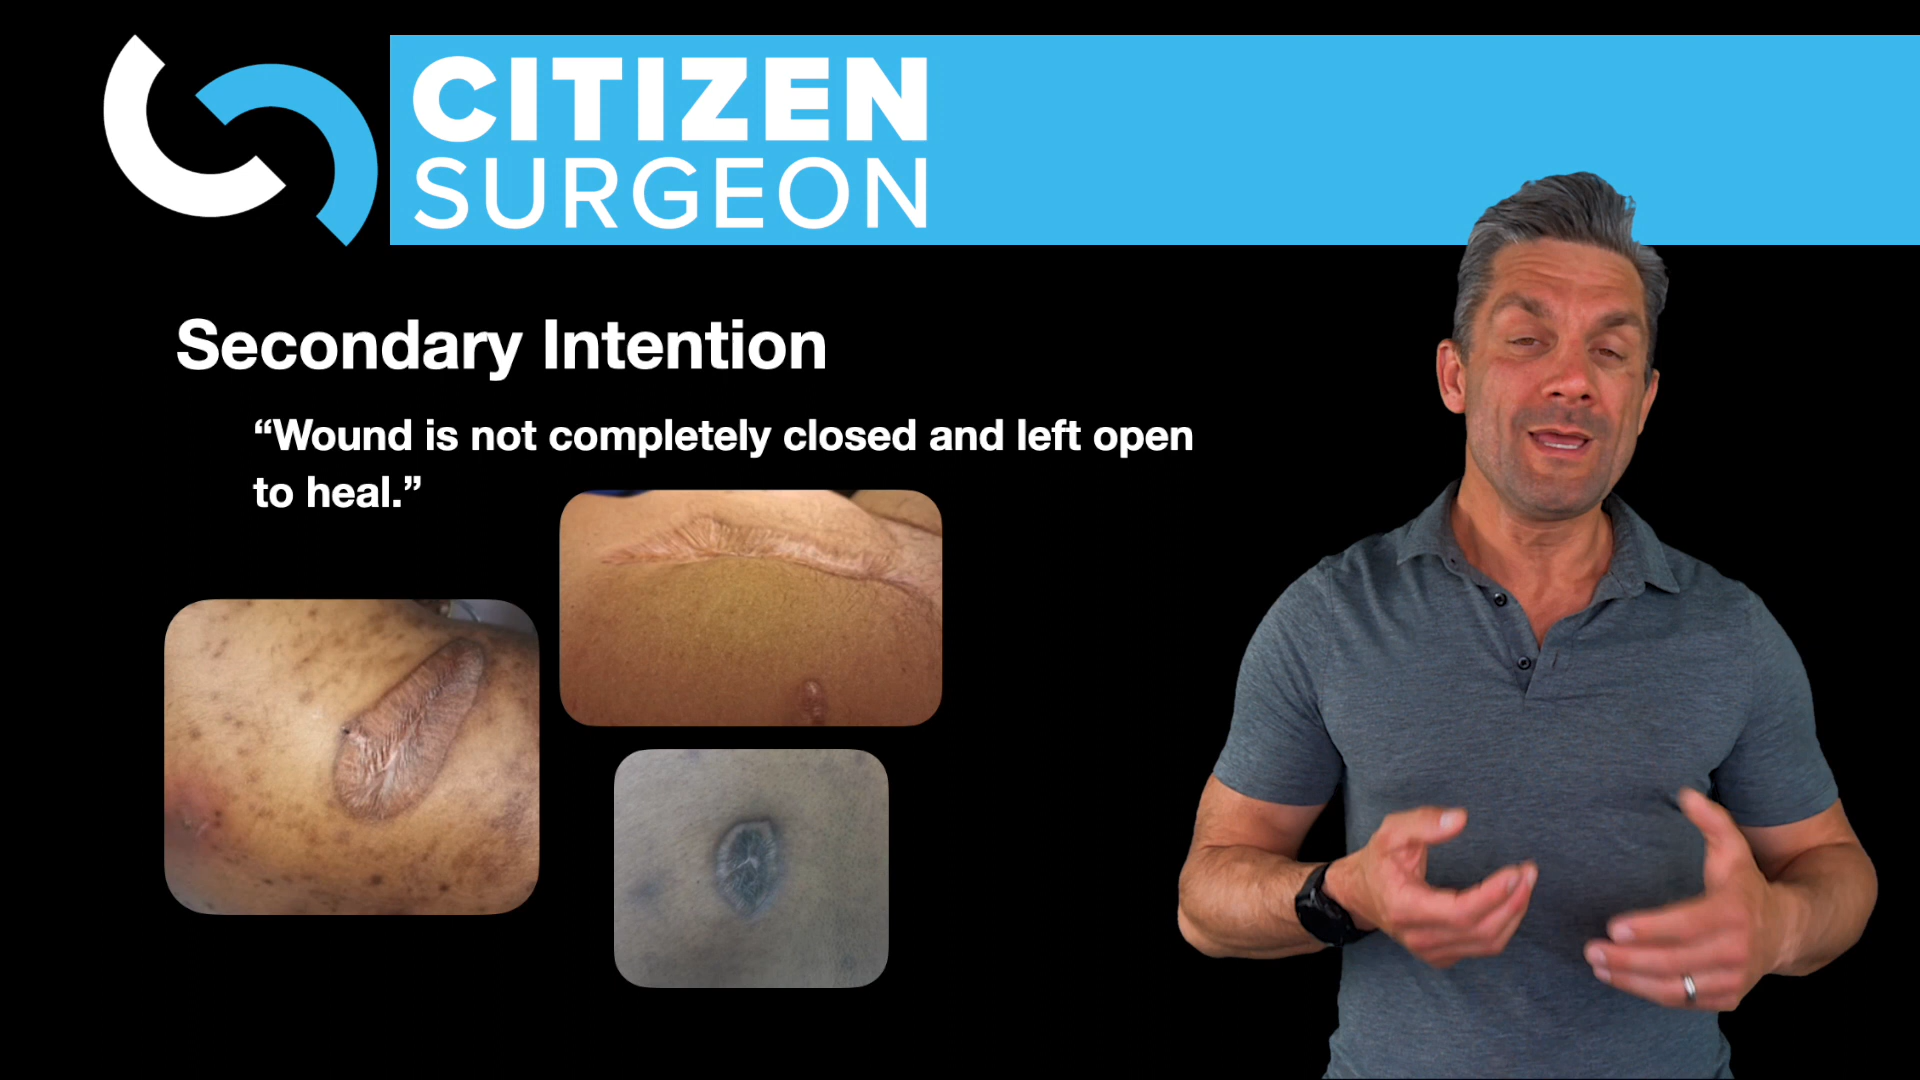 CITIZEN
SURGEON
Secondary Intention
“Wound is not completely closed and left open
to heal.”